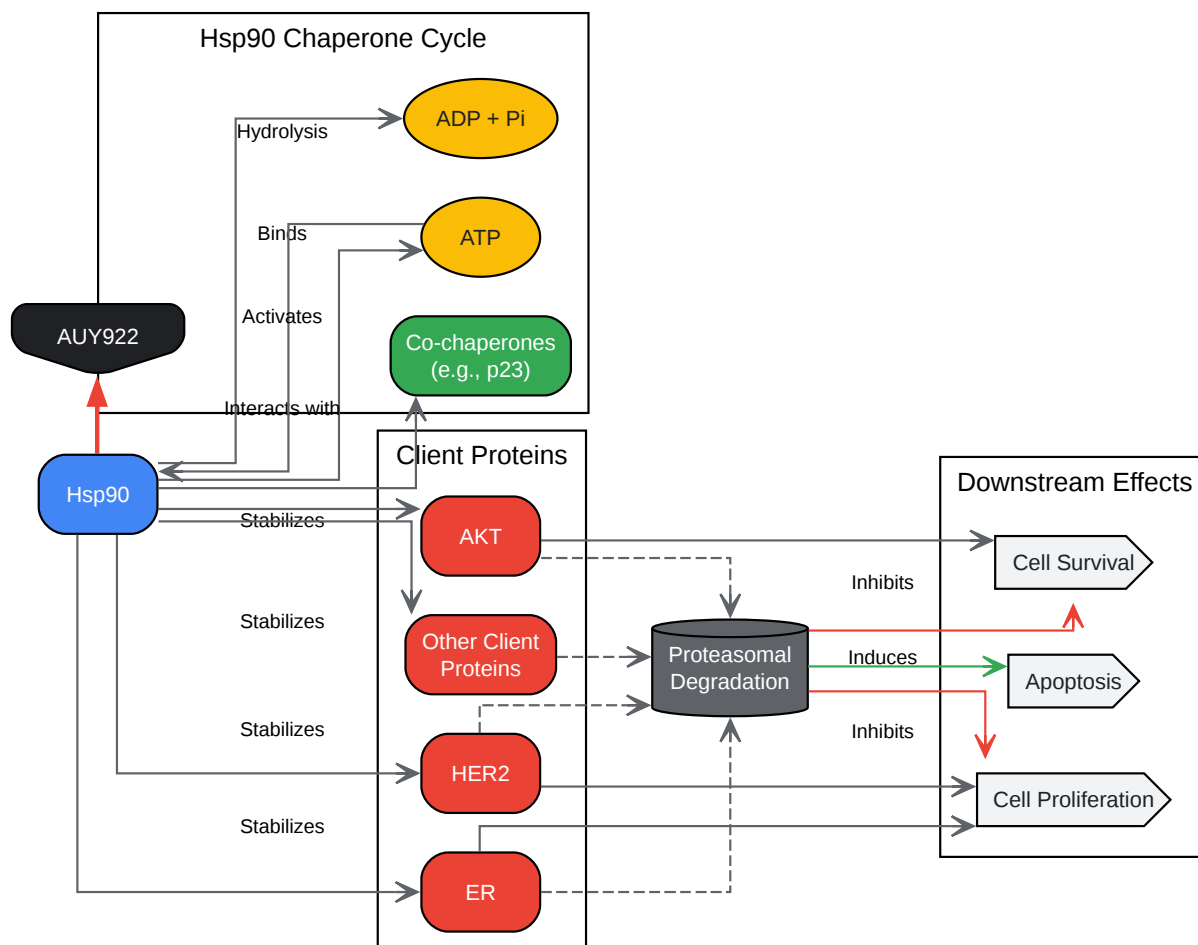 Hsp90 Chaperone Cycle
ADP + Pi
Hydrolysis
Binds
ATP
Activates
AUY922
Co-chaperones
(e.g., p23)
Interacts with
Client Proteins
Downstream Effects
Hsp90
Stabilizes
AKT
Cell Survival
Inhibits
Stabilizes
Other Client
Proteins
Proteasomal
Degradation
Induces
Apoptosis
Stabilizes
Inhibits
HER2
Cell Proliferation
Stabilizes
ER